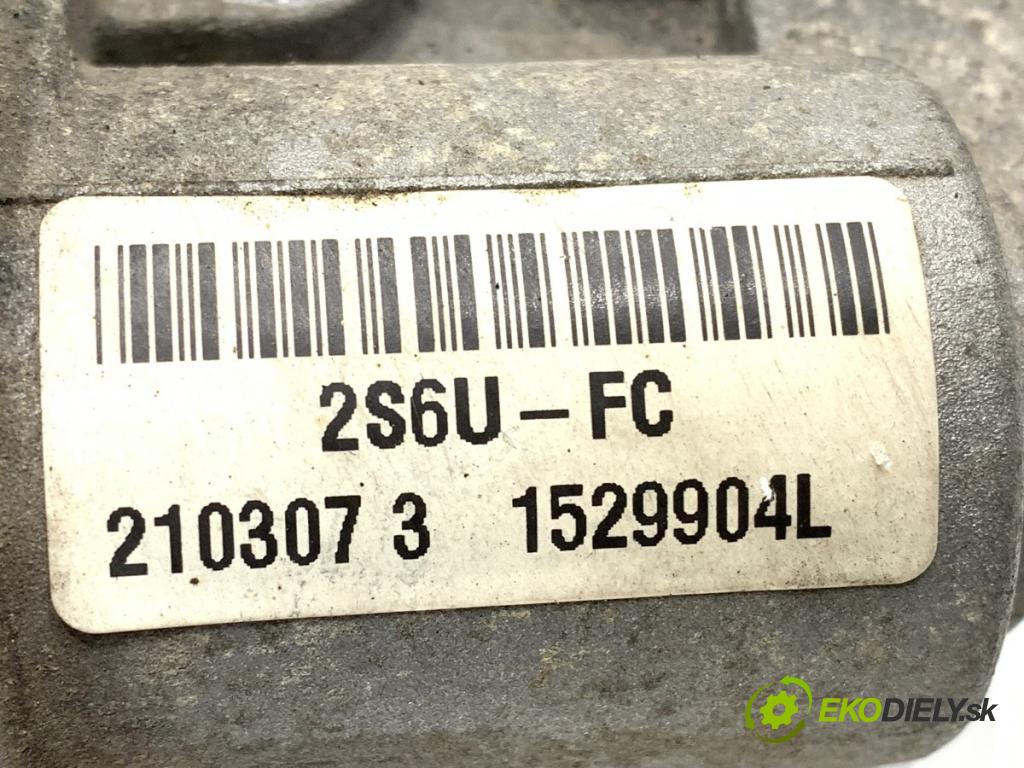 2S6U-FC
210307 3 1529904L
EKODIELY.sk